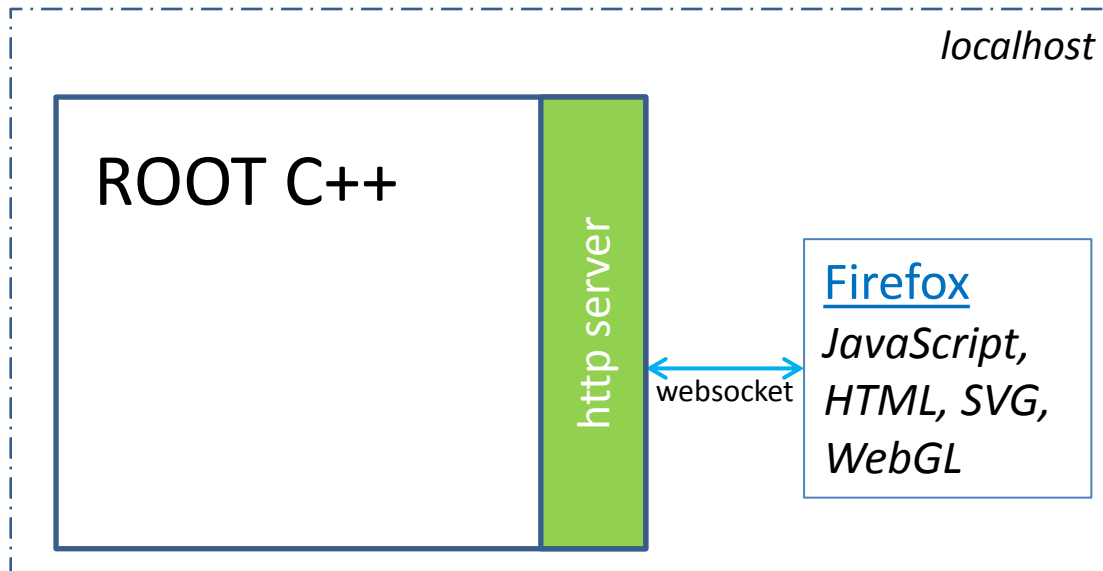 localhost
ROOT C++
http server
websocket
Firefox
JavaScript,
HTML, SVG,
WebGL